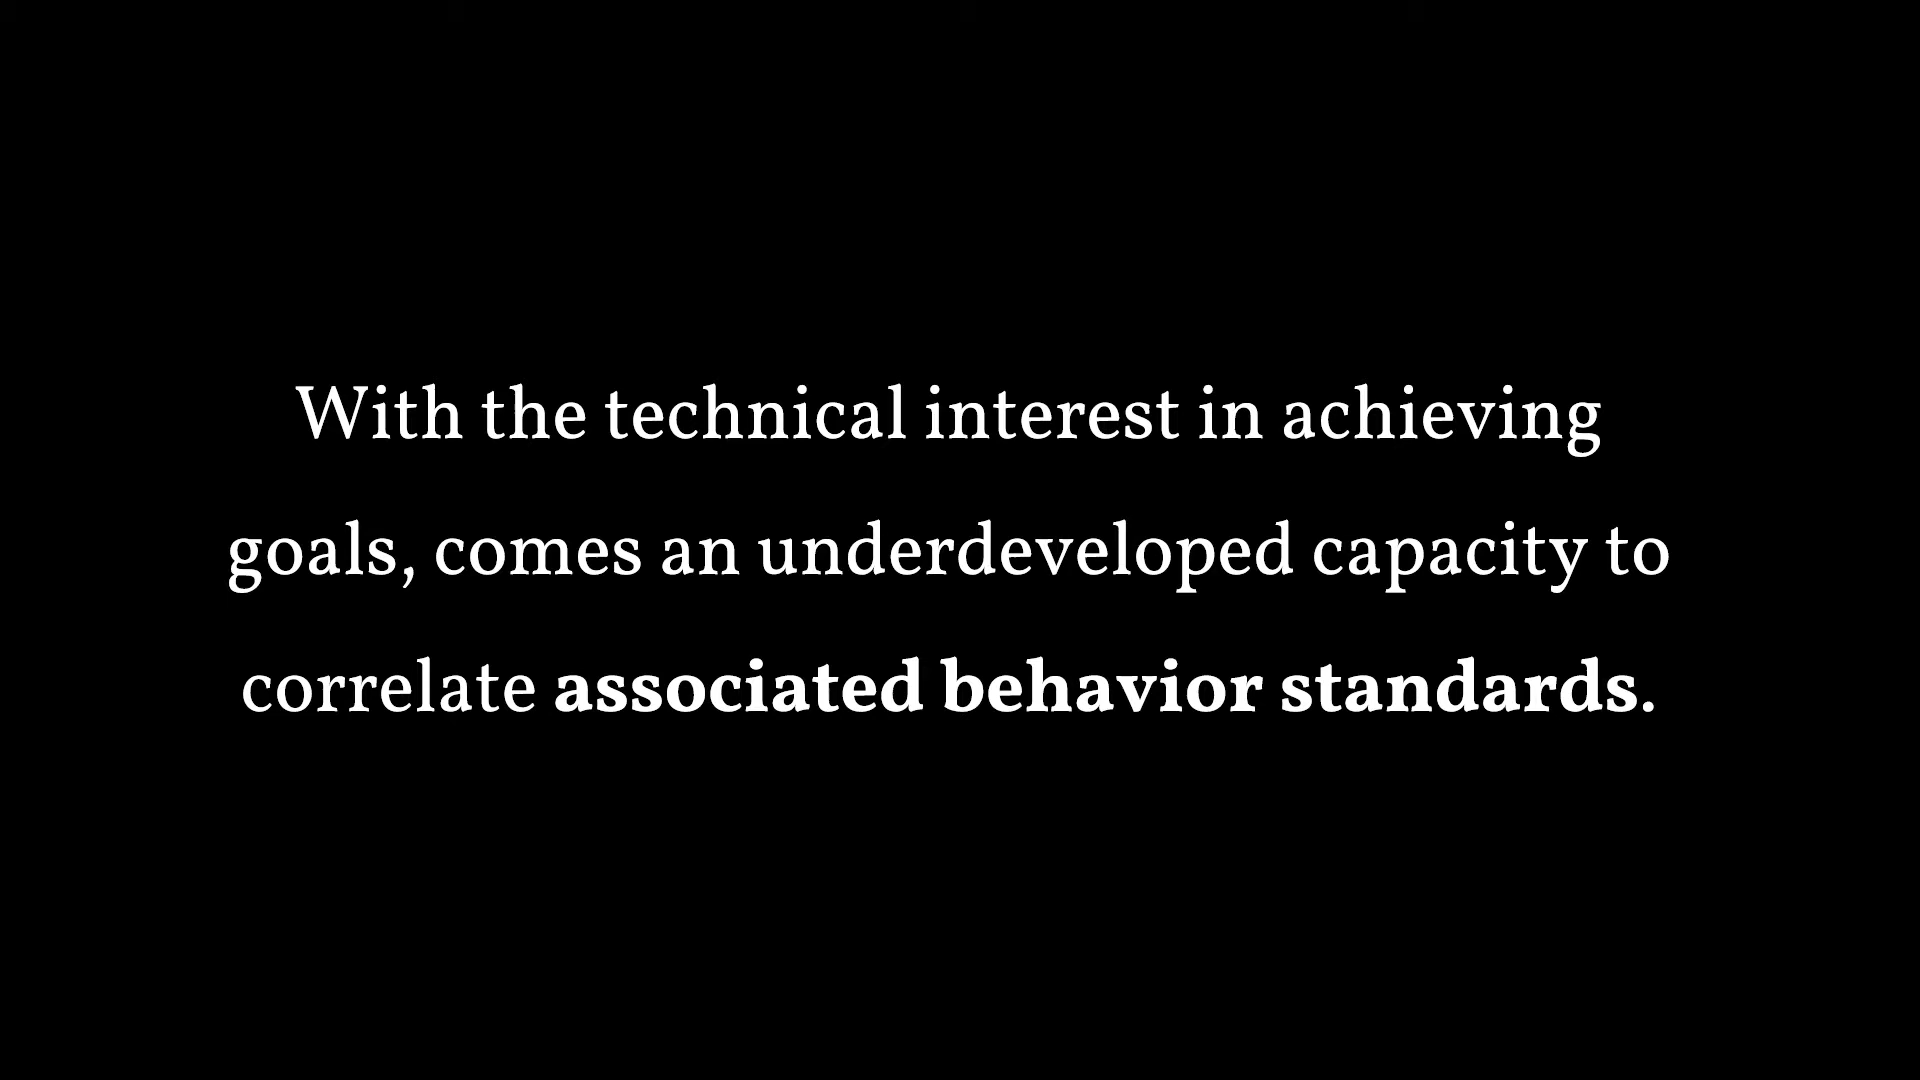 With the technical interest in achieving
goals, comes an underdeveloped capacity to
correlate associated behavior standards.